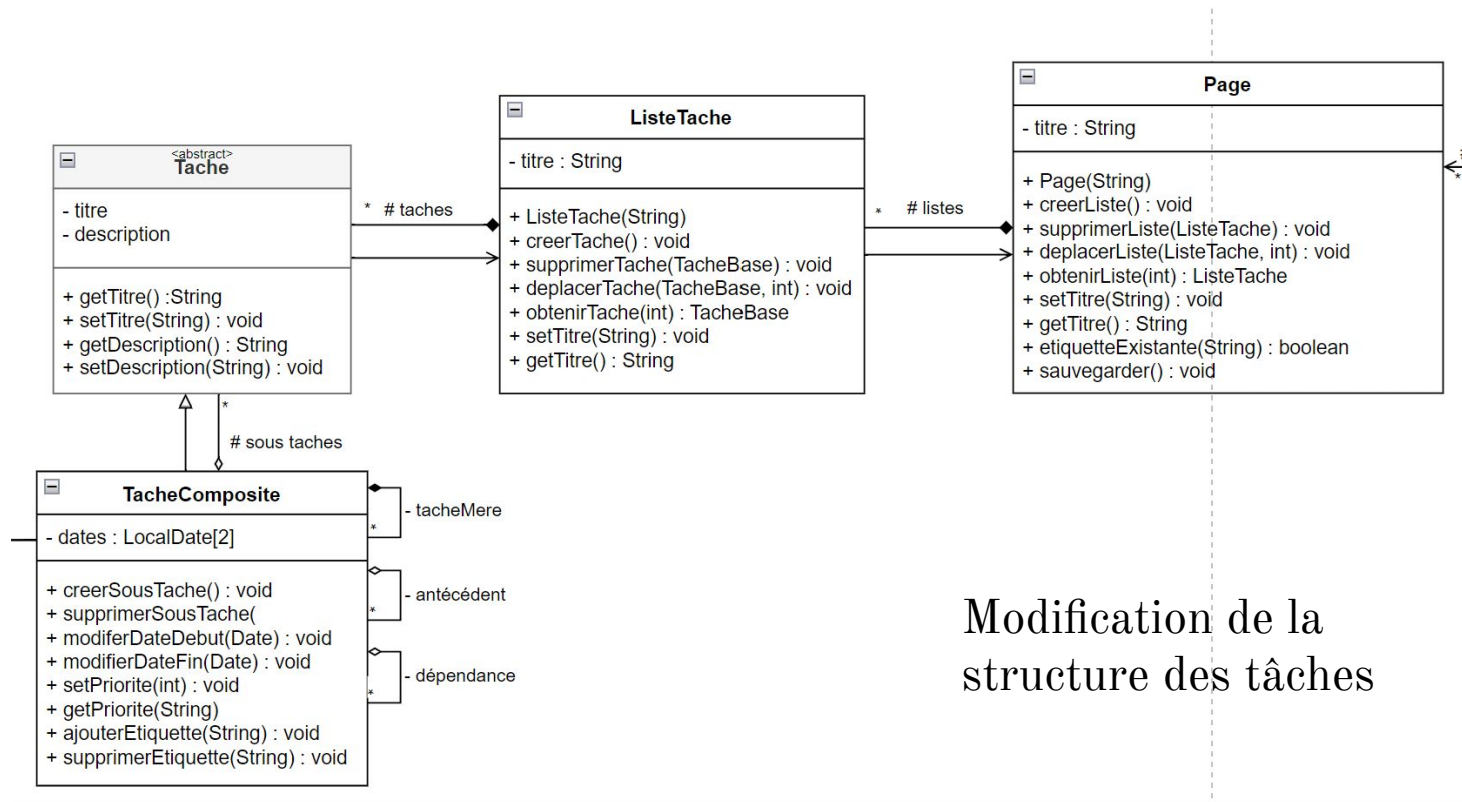 <abstract>
Tache
- titre
- description
+ getTitre() :String
+ setTitre(String) : void
+ getDescription() : String
+ setDescription(String) : void
* # taches
ListeTache
- titre : String
+ ListeTache(String)
+ creerTache() : void
+ supprimerTache(TacheBase) : void
+ deplacerTache(TacheBase, int) : void
+ obtenirTache(int) : TacheBase
+ setTitre(String) : void
+ getTitre() : String
* # listes
Page
- titre : String
+ Page(String)
+ creerListe() : void
+ supprimerListe(ListeTache) : void
+ deplacerListe(ListeTache, int) : void
+ obtenirListe(int) : ListeTache
+ setTitre(String) : void
+ getTitre() : String
+ etiquetteExistante(String) : boolean
+ sauvegarder() : void
*
*
# sous taches
TacheComposite
- dates : LocalDate[2]
+ creerSousTache() : void
+ supprimerSousTache(
+ modiferDateDebut(Date) : void
+ modifierDateFin(Date) : void
+ setPriorite(int) : void
+ getPriorite(String)
+ ajouterEtiquette(String) : void
+ supprimerEtiquette(String) : void
- tacheMere
*
- antécédent
*
- dépendance
*
Modification de la
structure des tâches